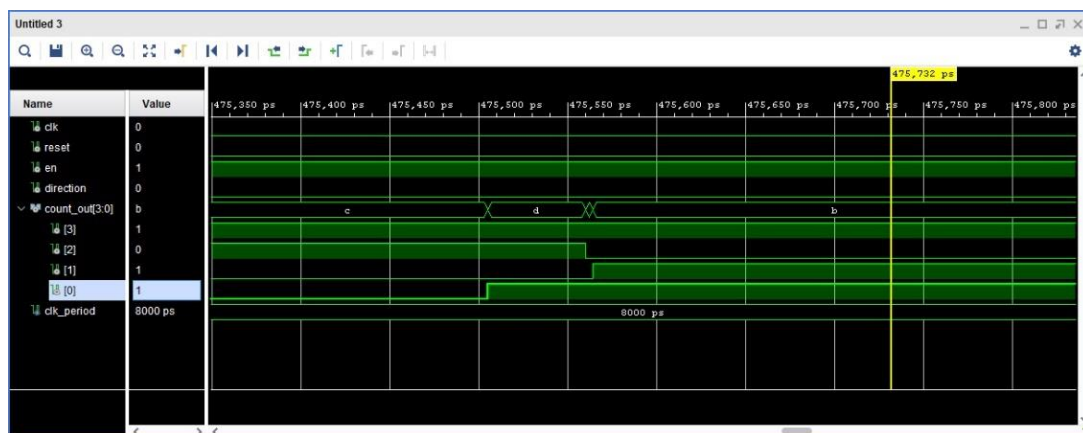 Untitled 3
475,732 ps
Name Value 475,350 ps 475,400 ps 475,450 ps 475,500 ps 475,550 ps 475,600 ps 475,650 ps 475,700 ps 475,750 ps 475,800 ps
clk 0
reset 0
en 1
direction 0
count_out[3:0] b c d b
[3] 1
[2] 0
[1] 1
[0] 1
clk_period 8000 ps 8000 ps